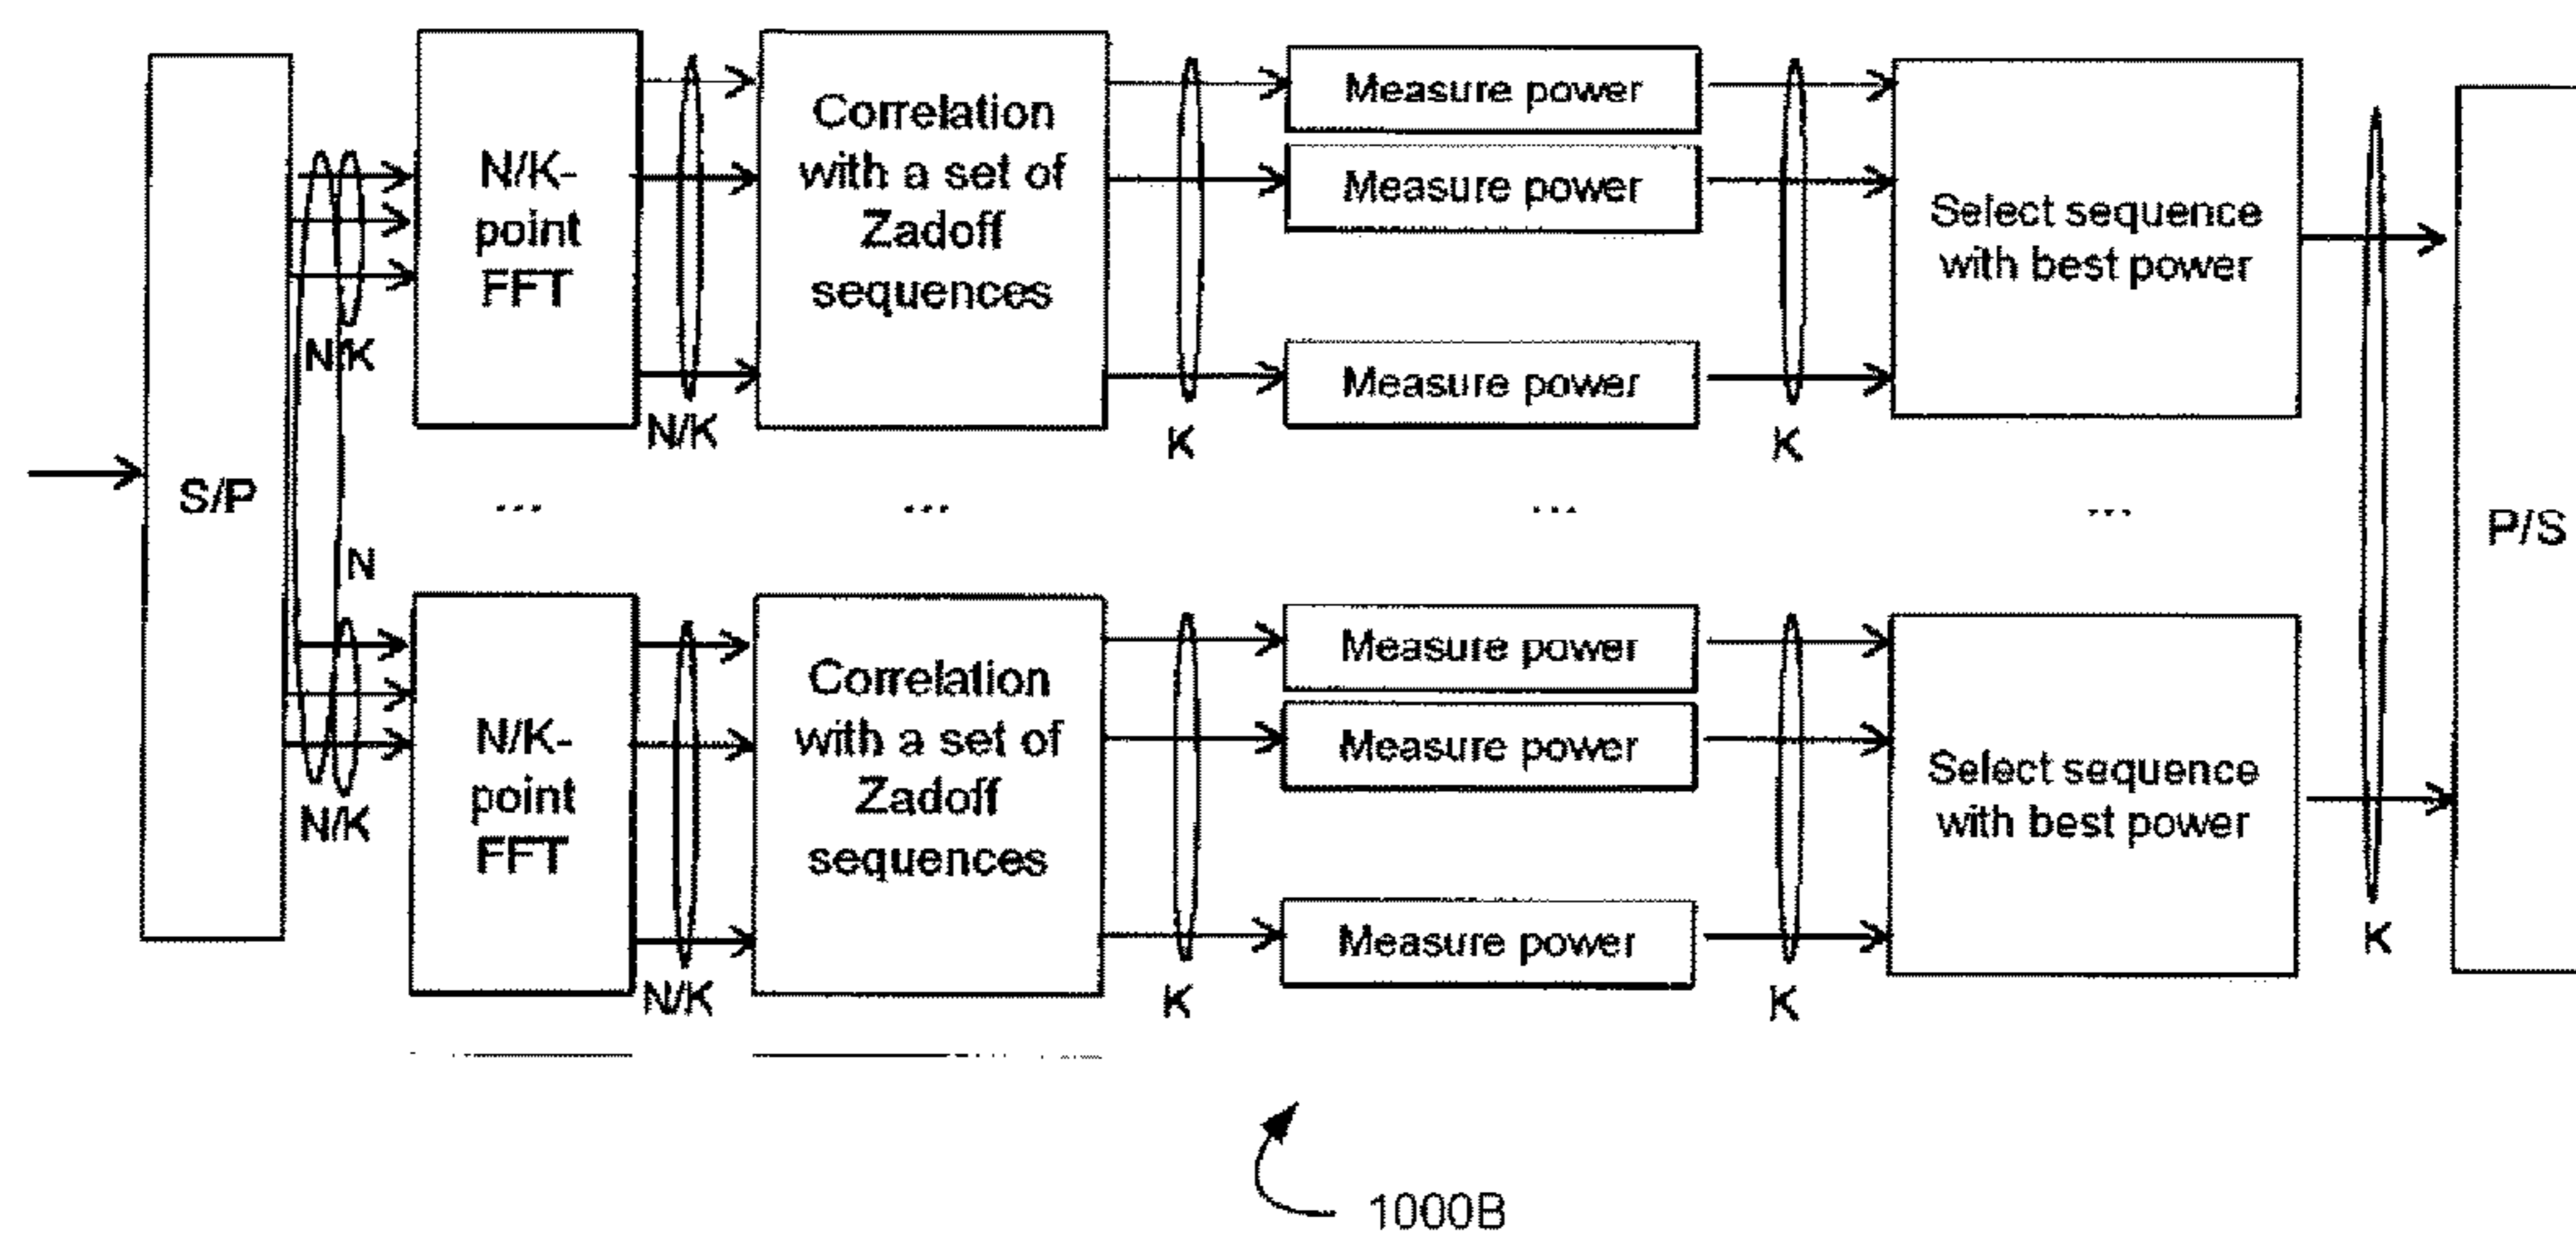 S/P
N/K
N
N/K
N/K-
point
FFT
N/K
Correlation
with a set of
Zadoff
sequences
K
Measure power
Measure power
Measure power
K
Select sequence
with best power
...
...
...
...
N/K-
point
FFT
N/K
Correlation
with a set of
Zadoff
sequences
K
Measure power
Measure power
Measure power
K
Select sequence
with best power
K
P/S
1000B